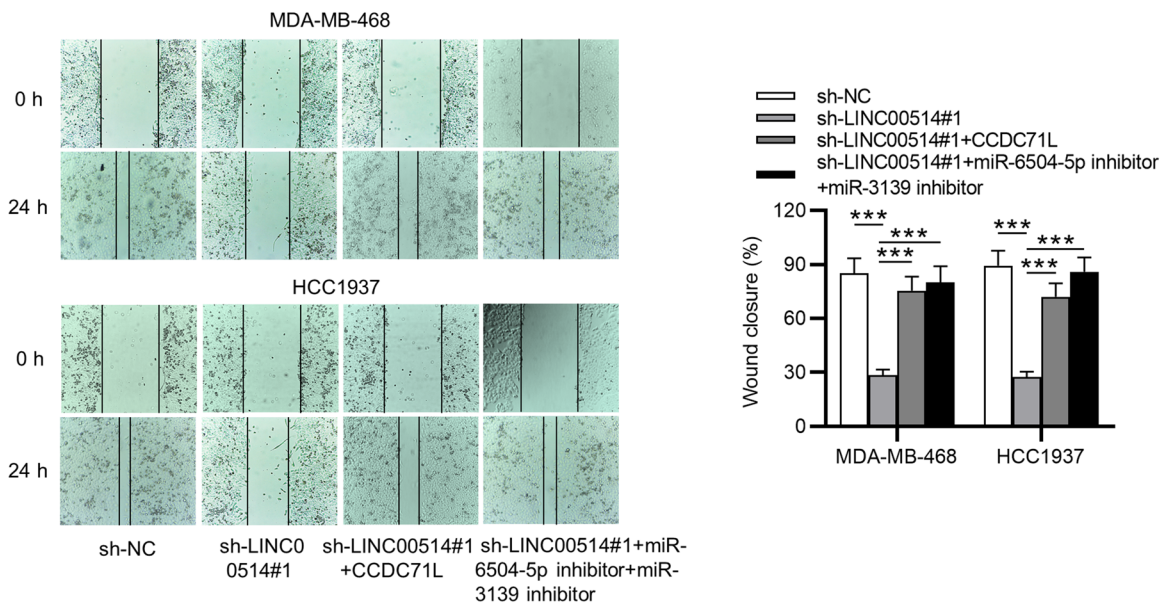 MDA-MB-468
0 h
24 h
HCC1937
0 h
24 h
sh-NC
sh-LINC0
0514#1
sh-LINC00514#1
+CCDC71L
sh-LINC00514#1+miR-
6504-5p inhibitor+miR-
3139 inhibitor
sh-NC
sh-LINC00514#1
sh-LINC00514#1+CCDC71L
sh-LINC00514#1+miR-6504-5p inhibitor
+miR-3139 inhibitor
Wound closure (%)
120
90
60
30
0
***
***
***
***
***
***
MDA-MB-468
HCC1937